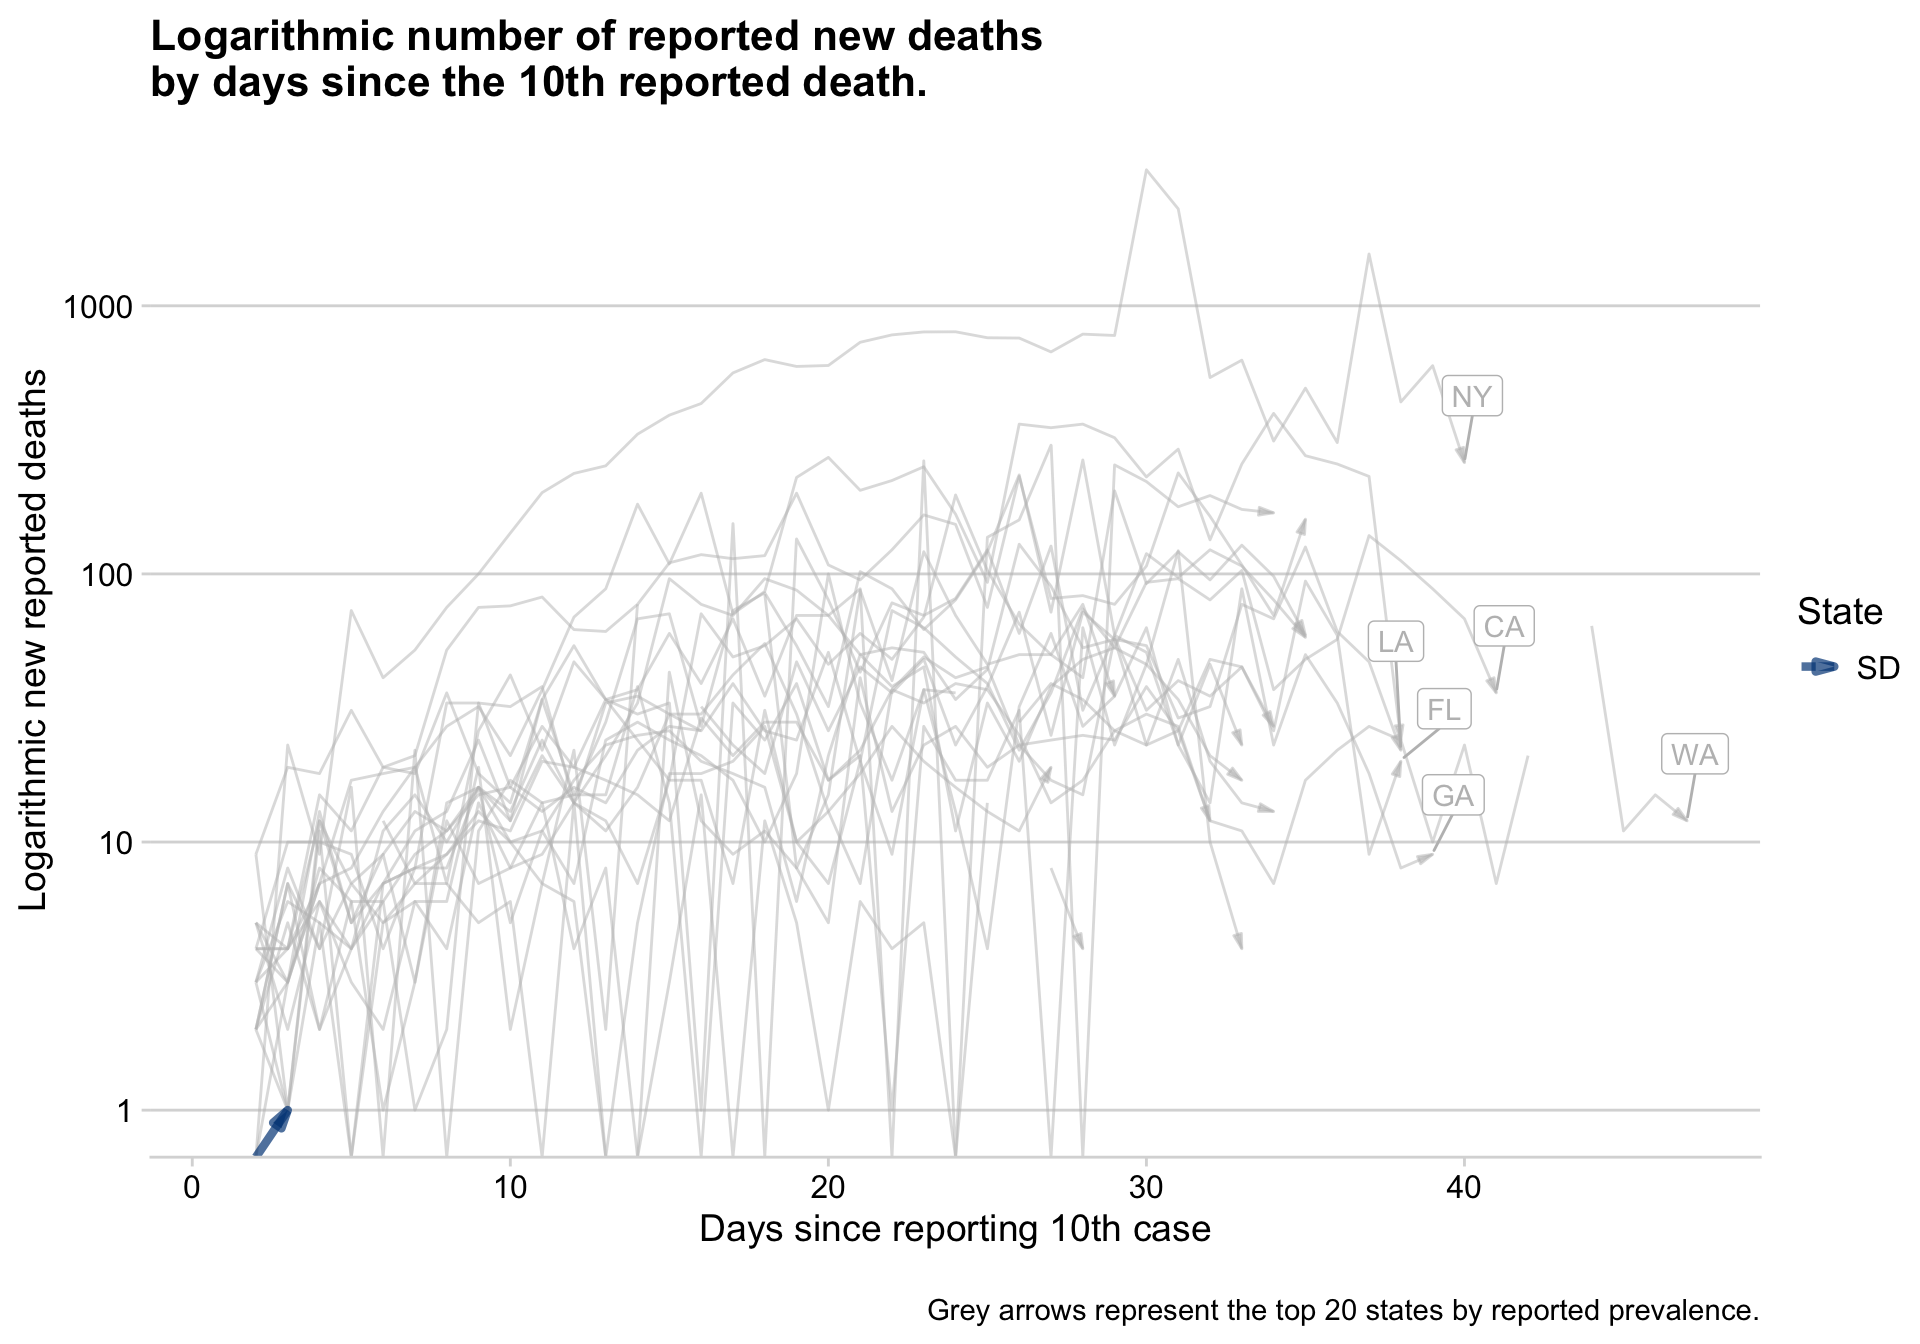 Logarithmic number of reported new deaths
by days since the 10th reported death.
Logarithmic new reported deaths
1000
100
10
1
NY
CA
LA
FL
WA
GA
State
SD
0 10 20 30 40
Days since reporting 10th case
Grey arrows represent the top 20 states by reported prevalence.